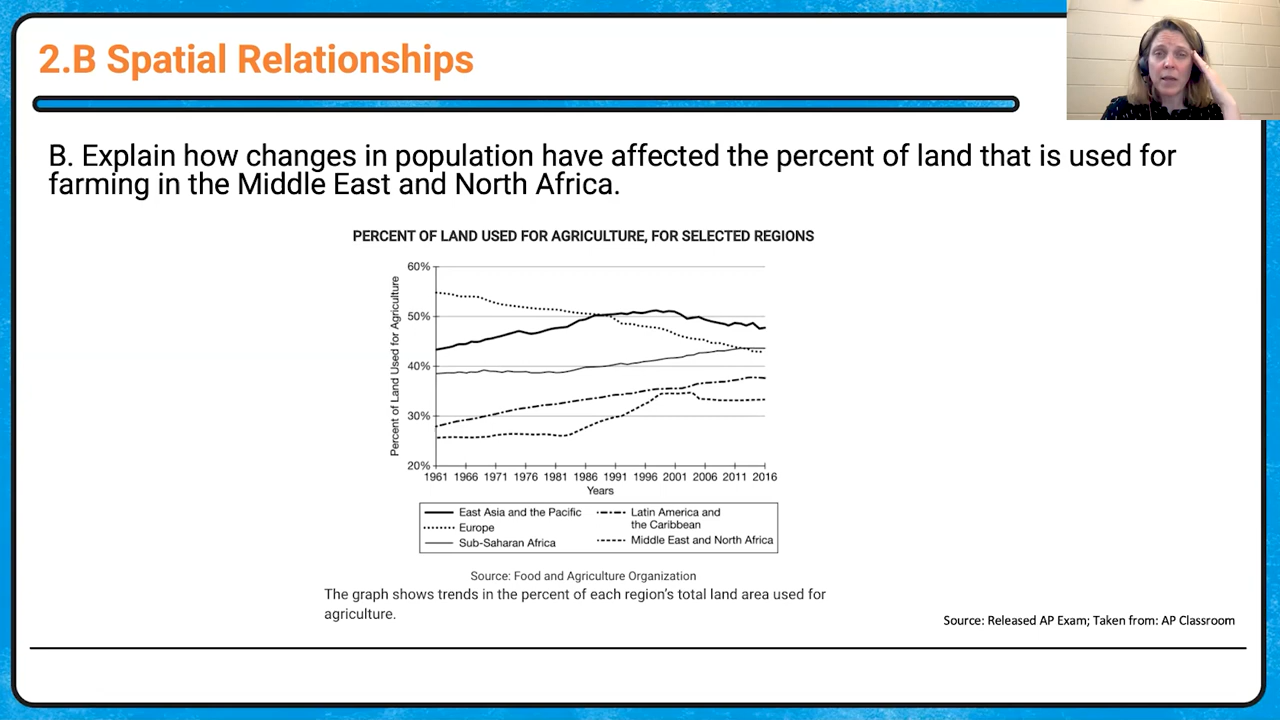 2.B Spatial Relationships
B. Explain how changes in population have affected the percent of land that is used for
farming in the Middle East and North Africa.
PERCENT OF LAND USED FOR AGRICULTURE, FOR SELECTED REGIONS
Percent of Land Used for Agriculture
60%
50%
40%
30%
20%
1961 1966 1971 1976 1981 1986 1991 1996 2001 2006 2011 2016
Years
East Asia and the Pacific
Europe
Sub-Saharan Africa
Latin America and
the Caribbean
Middle East and North Africa
Source: Food and Agriculture Organization
The graph shows trends in the percent of each region's total land area used for
agriculture.
Source: Released AP Exam; Taken from: AP Classroom